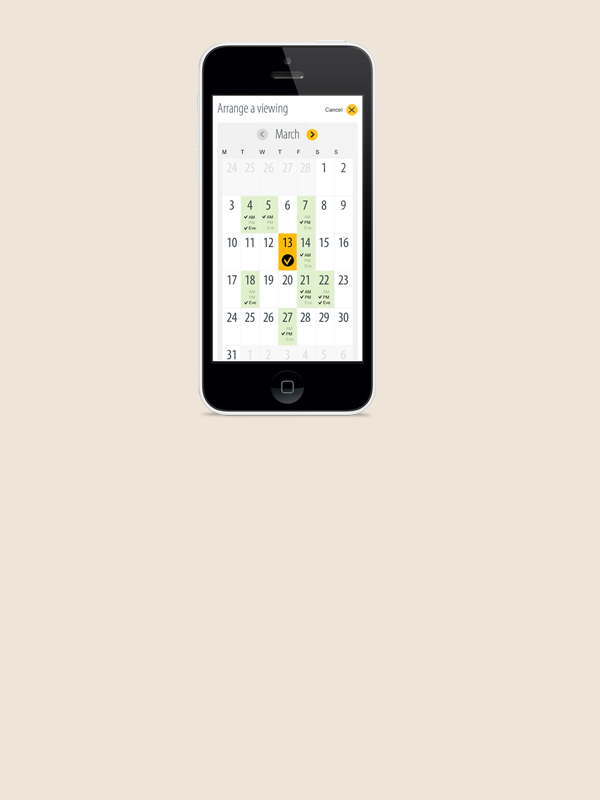 Arrange a viewing Cancel
March
M T W T F S S
24 25 26 27 28 1 2
3 4 5 6 7 8 9
AM AM AM
PM PM PM
Eve Eve
10 11 12 13 14 15 16
AM
PM
Eve
17 18 19 20 21 22 23
AM AM AM
PM PM PM
Eve Eve Eve
24 25 26 27 28 29 30
AM
PM
Eve
31 1 2 3 4 5 6